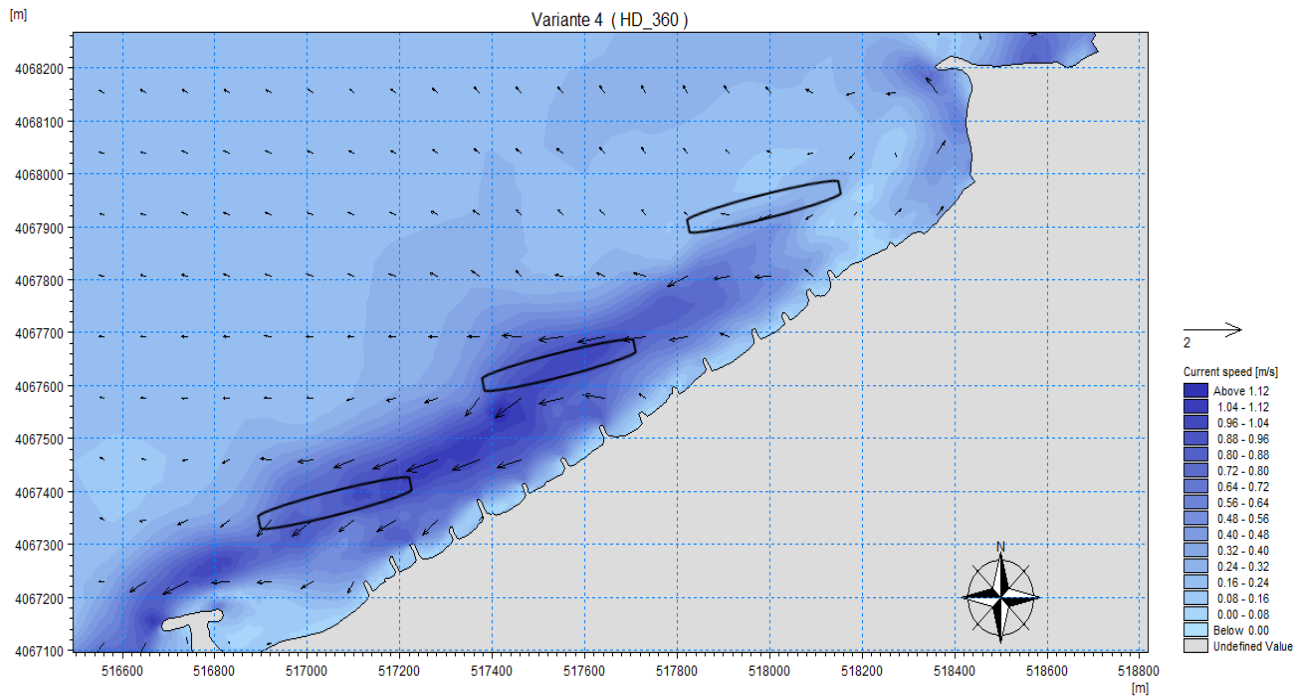 [m]
Variante 4 ( HD_360 )
4068200
4068100
4068000
4067900
4067800
4067700
4067600
4067500
4067400
4067300
4067200
4067100
516600 516800 517000 517200 517400 517600 517800 518000 518200 518400 518600 518800
[m]
N
2
Current speed [m/s]
Above 1.12
1.04 - 1.12
0.96 - 1.04
0.88 - 0.96
0.80 - 0.88
0.72 - 0.80
0.64 - 0.72
0.56 - 0.64
0.48 - 0.56
0.40 - 0.48
0.32 - 0.40
0.24 - 0.32
0.16 - 0.24
0.08 - 0.16
0.00 - 0.08
Below 0.00
Undefined Value